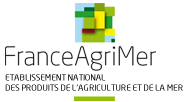 FranceAgriMer
ETABLISSEMENT NATIONAL
DES PRODUITS DE L'AGRICULTURE ET DE LA MER